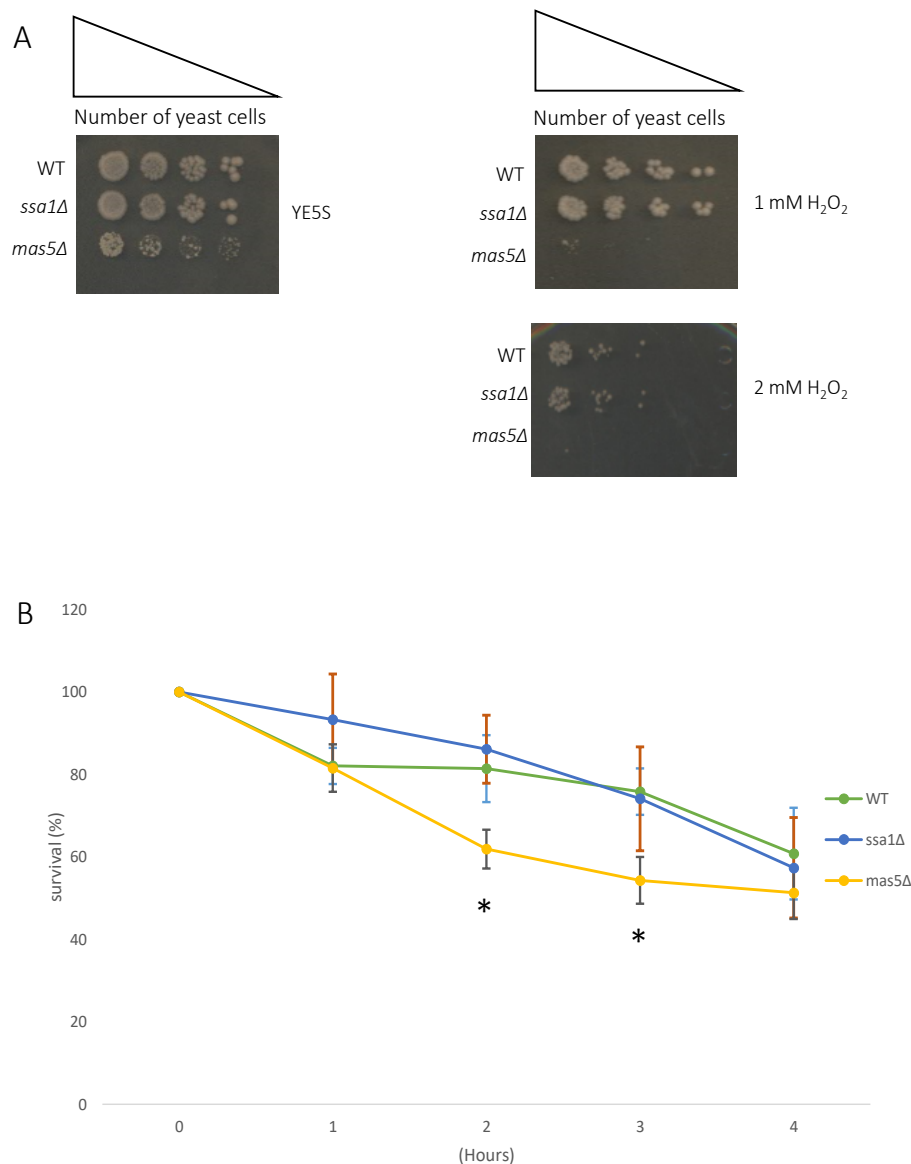 A
Number of yeast cells
WT
ssa1Δ
mas5Δ
YE5S
Number of yeast cells
WT
ssa1Δ
mas5Δ
1 mM H₂O₂
WT
ssa1Δ
mas5Δ
2 mM H₂O₂
B
120
100
80
60
40
20
0
survival (%)
0 1 2 3 4
(Hours)
*
*
WT
ssa1Δ
mas5Δ